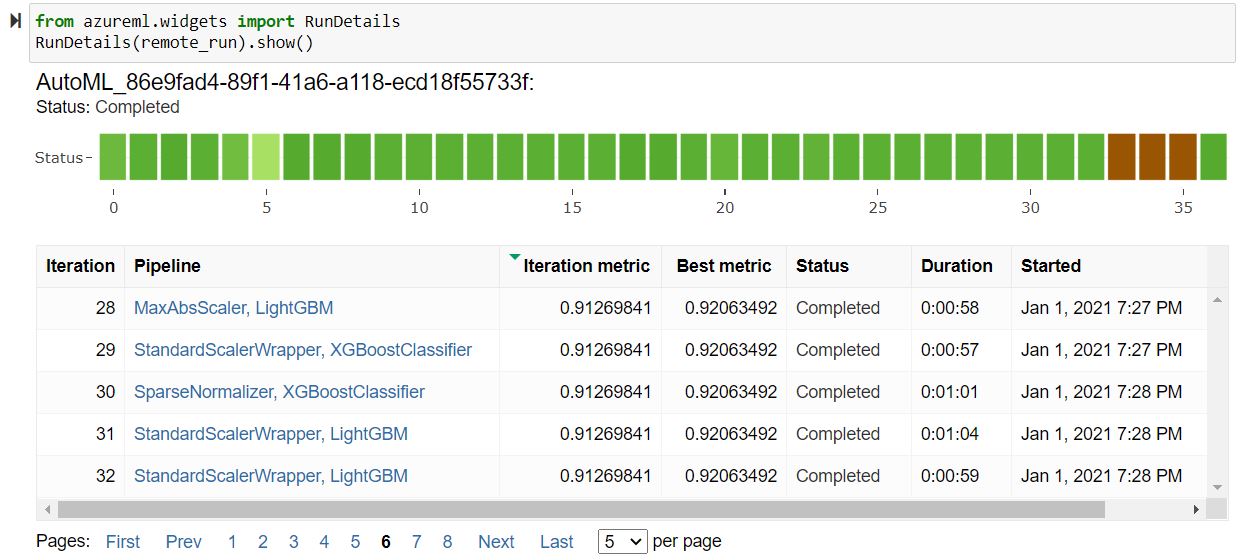 from azureml.widgets import RunDetails
RunDetails(remote_run).show()
AutoML_86e9fad4-89f1-41a6-a118-ecd18f55733f:
Status: Completed
Status
0 5 10 15 20 25 30 35
Iteration Pipeline Iteration metric Best metric Status Duration Started
28 MaxAbsScaler, LightGBM 0.91269841 0.92063492 Completed 0:00:58 Jan 1, 2021 7:27 PM
29 StandardScalerWrapper, XGBoostClassifier 0.91269841 0.92063492 Completed 0:00:57 Jan 1, 2021 7:27 PM
30 SparseNormalizer, XGBoostClassifier 0.91269841 0.92063492 Completed 0:01:01 Jan 1, 2021 7:28 PM
31 StandardScalerWrapper, LightGBM 0.91269841 0.92063492 Completed 0:01:04 Jan 1, 2021 7:28 PM
32 StandardScalerWrapper, LightGBM 0.91269841 0.92063492 Completed 0:00:59 Jan 1, 2021 7:28 PM
Pages: First Prev 1 2 3 4 5 6 7 8 Next Last 5 per page